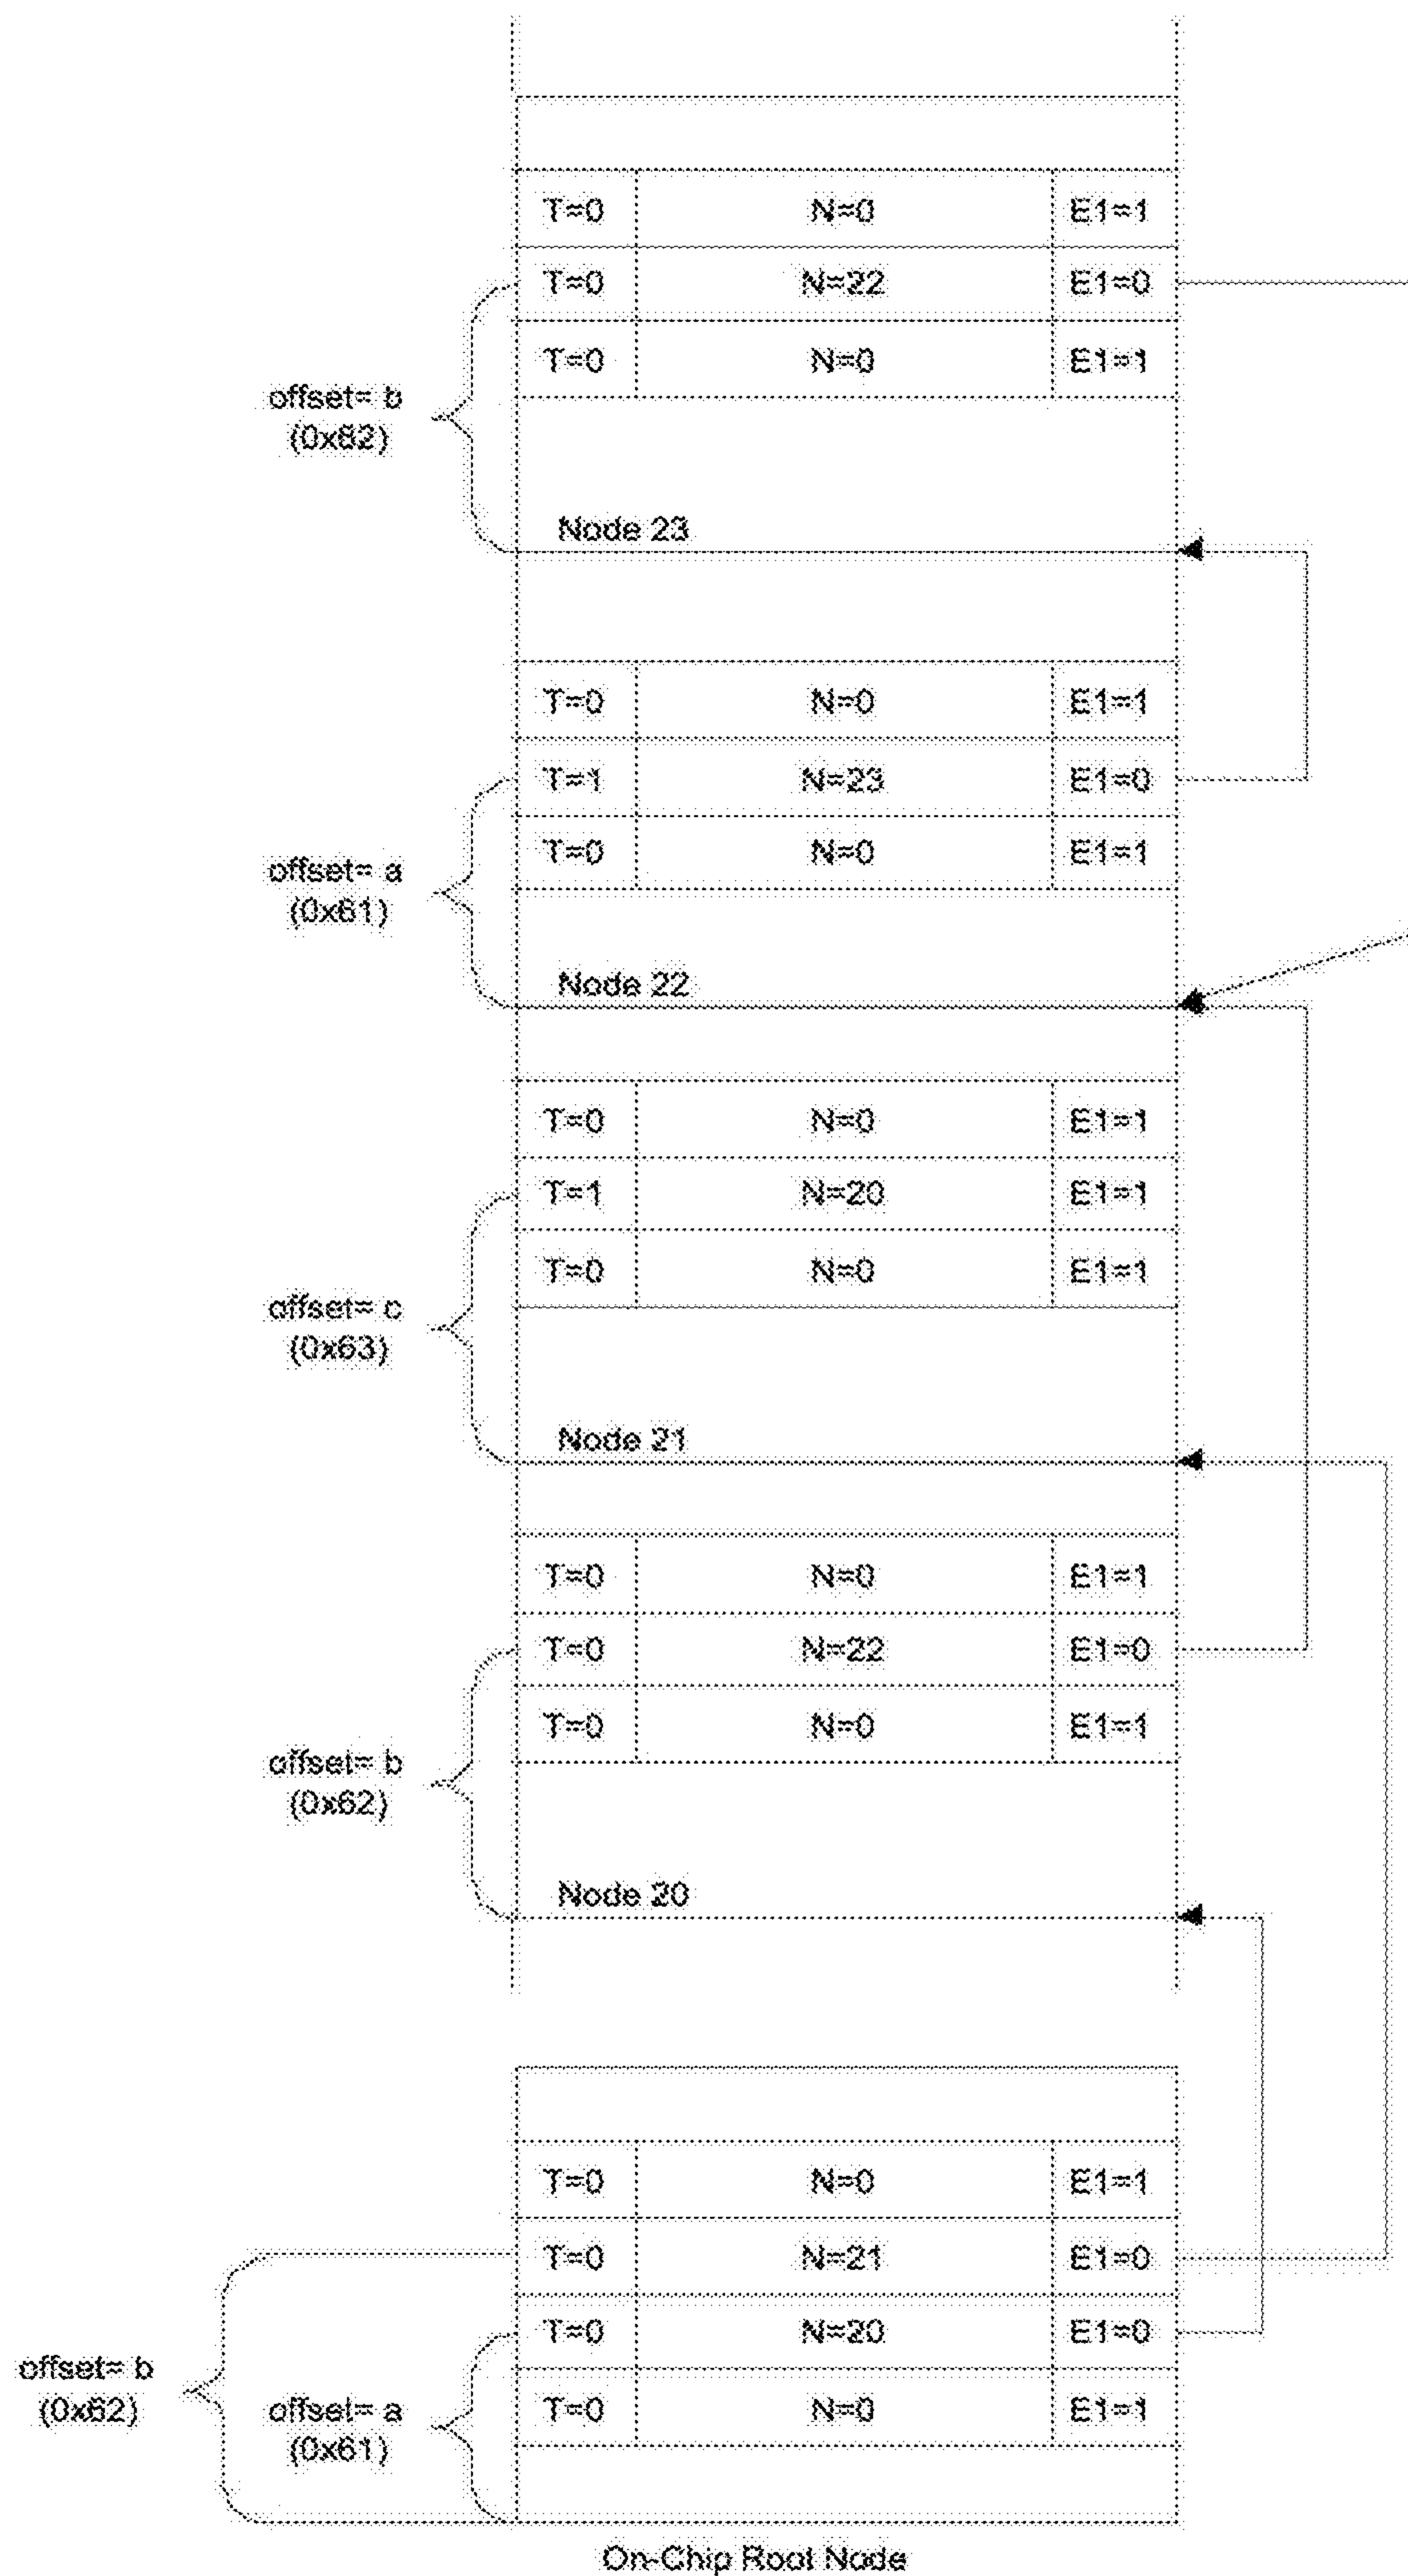 T=0 N=0 E1=1
T=0 N=22 E1=0
T=0 N=0 E1=1
offset= b
(0x62)
Node 23
T=0 N=0 E1=1
T=1 N=23 E1=0
T=0 N=0 E1=1
offset= a
(0x61)
Node 22
T=0 N=0 E1=1
T=1 N=20 E1=1
T=0 N=0 E1=1
offset= c
(0x63)
Node 21
T=0 N=0 E1=1
T=0 N=22 E1=0
T=0 N=0 E1=1
offset= b
(0x62)
Node 20
T=0 N=0 E1=1
T=0 N=21 E1=0
T=0 N=20 E1=0
T=0 N=0 E1=1
offset= b
(0x62)
offset= a
(0x61)
On-Chip Root Node